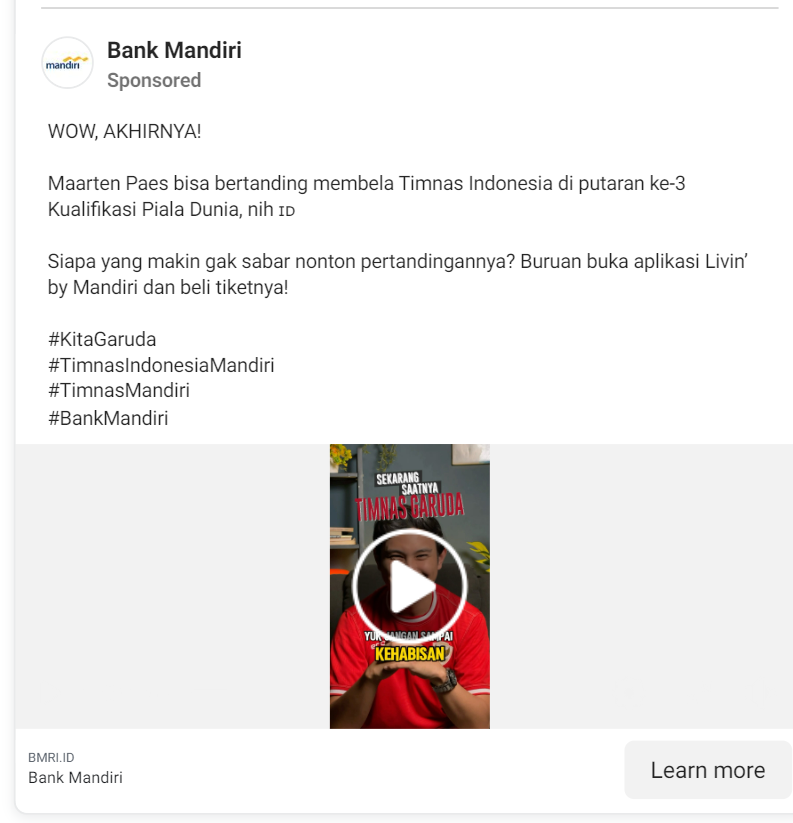 mandiri
Bank Mandiri
Sponsored
WOW, AKHIRNYA!
Maarten Paes bisa bertanding membela Timnas Indonesia di putaran ke-3
Kualifikasi Piala Dunia, nih ID
Siapa yang makin gak sabar nonton pertandingannya? Buruan buka aplikasi Livin'
by Mandiri dan beli tiketnya!
#KitaGaruda
#TimnasIndonesiaMandiri
#TimnasMandiri
#BankMandiri
SEKARANG
SAATNYA
TIMNAS GARUDA
YUK JANGAN SAMPAI
KEHABISAN
BMRI.ID
Bank Mandiri
Learn more